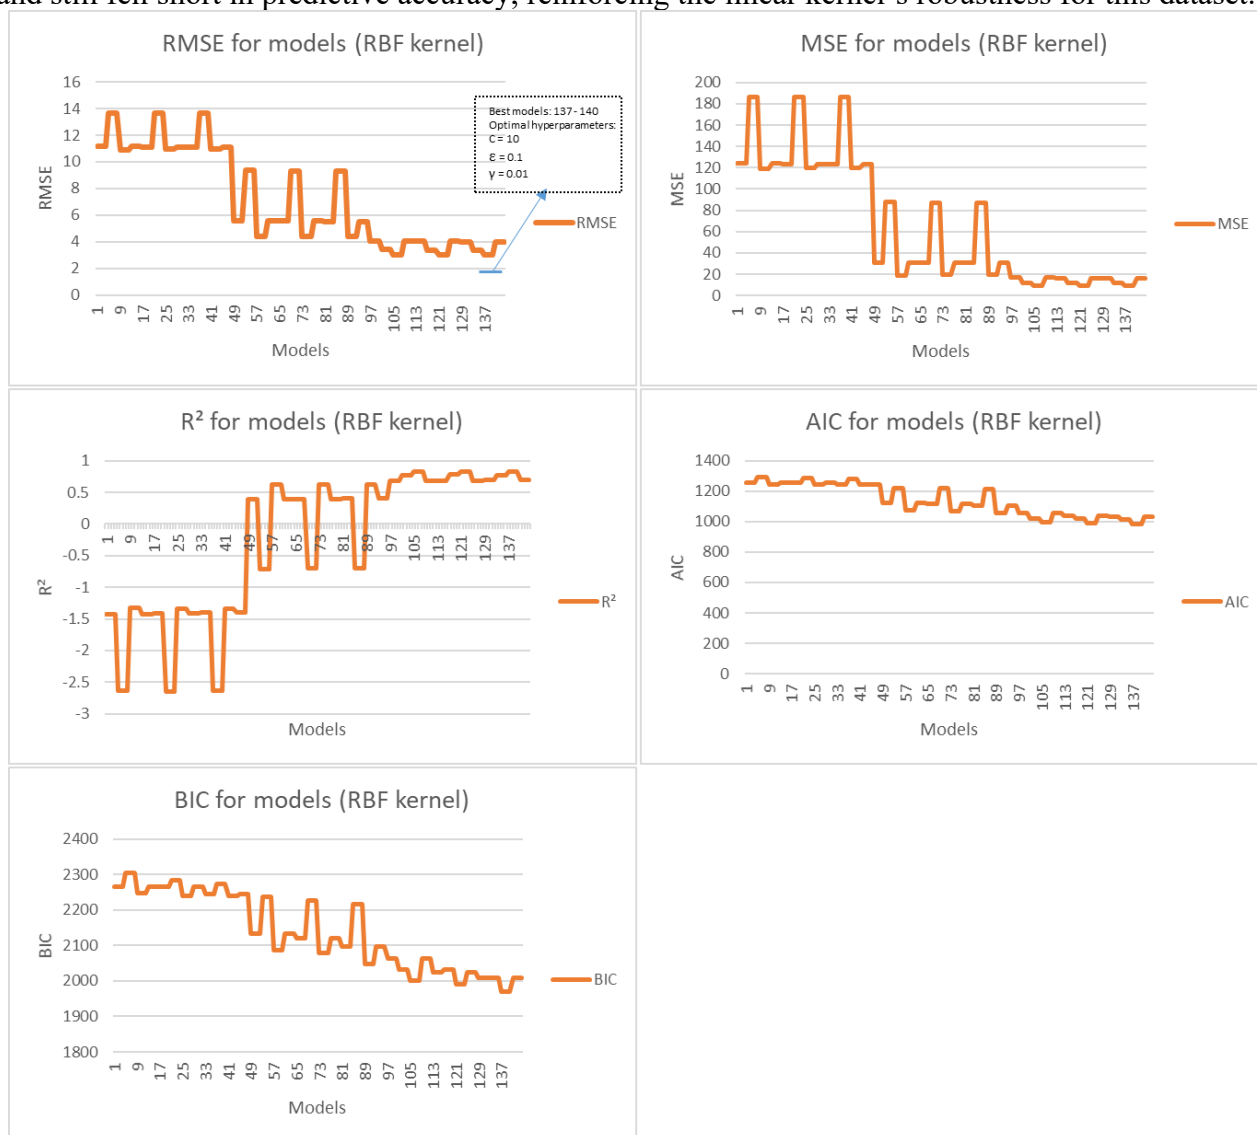 and still fell short in predictive accuracy, reinforcing the linear kernel's robustness for this dataset.
RMSE for models (RBF kernel)
16
14
12
10
8
6
4
2
0
RMSE
1 9 17 25 33 41 49 57 65 73 81 89 97 105 113 121 129 137
Models
Best models: 137 - 140
Optimal hyperparameters:
C = 10
ε = 0.1
γ = 0.01
RMSE
MSE for models (RBF kernel)
200
180
160
140
120
100
80
60
40
20
0
MSE
1 9 17 25 33 41 49 57 65 73 81 89 97 105 113 121 129 137
Models
MSE
R² for models (RBF kernel)
1
0.5
0
-0.5
-1
-1.5
-2
-2.5
-3
R²
1 9 17 25 33 41 49 57 65 73 81 89 97 105 113 121 129 137
Models
R²
AIC for models (RBF kernel)
1400
1200
1000
800
600
400
200
0
AIC
1 9 17 25 33 41 49 57 65 73 81 89 97 105 113 121 129 137
Models
AIC
BIC for models (RBF kernel)
2400
2300
2200
2100
2000
1900
1800
BIC
1 9 17 25 33 41 49 57 65 73 81 89 97 105 113 121 129 137
Models
BIC